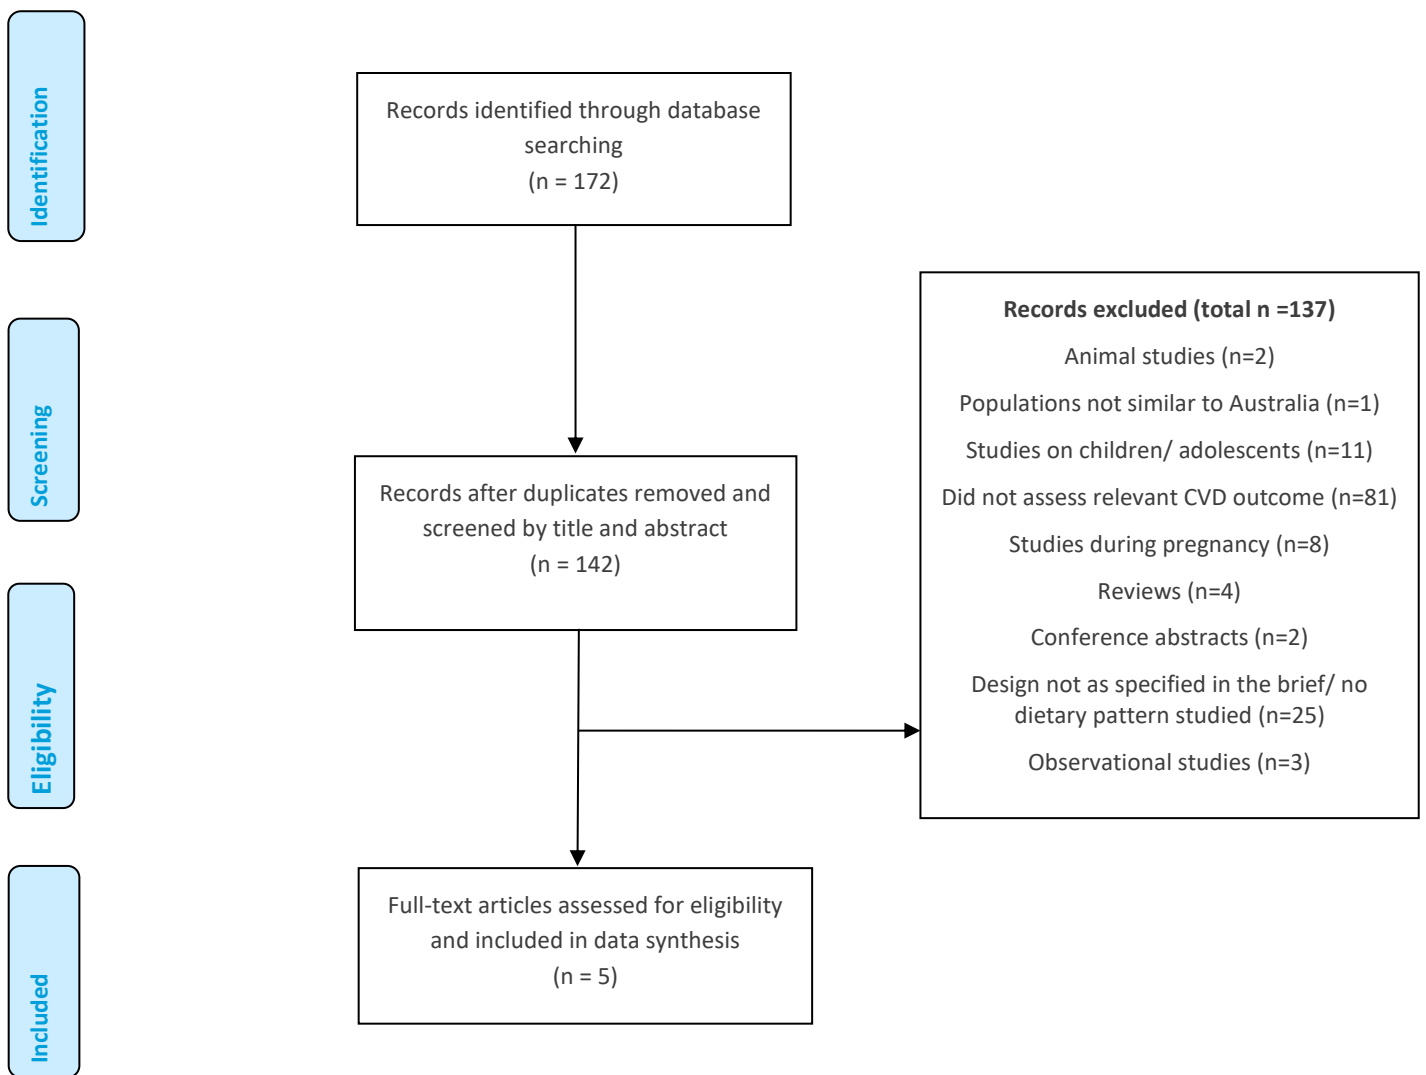 Identification
Records identified through database
searching
(n = 172)
Screening
Records after duplicates removed and
screened by title and abstract
(n = 142)
Records excluded (total n =137)
Animal studies (n=2)
Populations not similar to Australia (n=1)
Studies on children/ adolescents (n=11)
Did not assess relevant CVD outcome (n=81)
Studies during pregnancy (n=8)
Reviews (n=4)
Conference abstracts (n=2)
Design not as specified in the brief/ no
dietary pattern studied (n=25)
Observational studies (n=3)
Eligibility
Full-text articles assessed for eligibility
and included in data synthesis
(n = 5)
Included